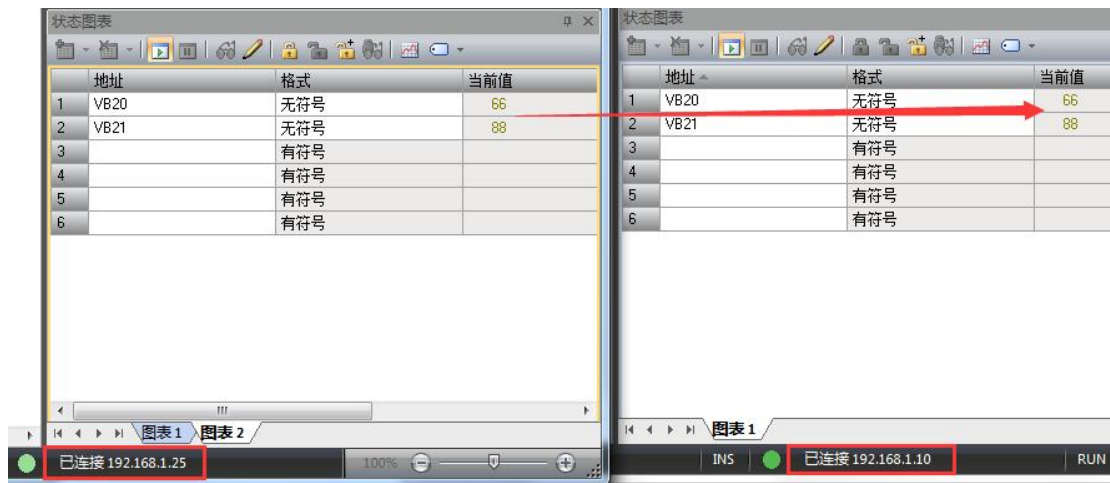 状态图表
地址 格式 当前值
1 VB20 无符号 66
2 VB21 无符号 88
3 有符号
4 有符号
5 有符号
6 有符号
图表 1 图表 2
已连接 192.168.1.25 100%
状态图表
地址 格式 当前值
1 VB20 无符号 66
2 VB21 无符号 88
3 有符号
4 有符号
5 有符号
6 有符号
图表 1
INS 已连接 192.168.1.10 RUN